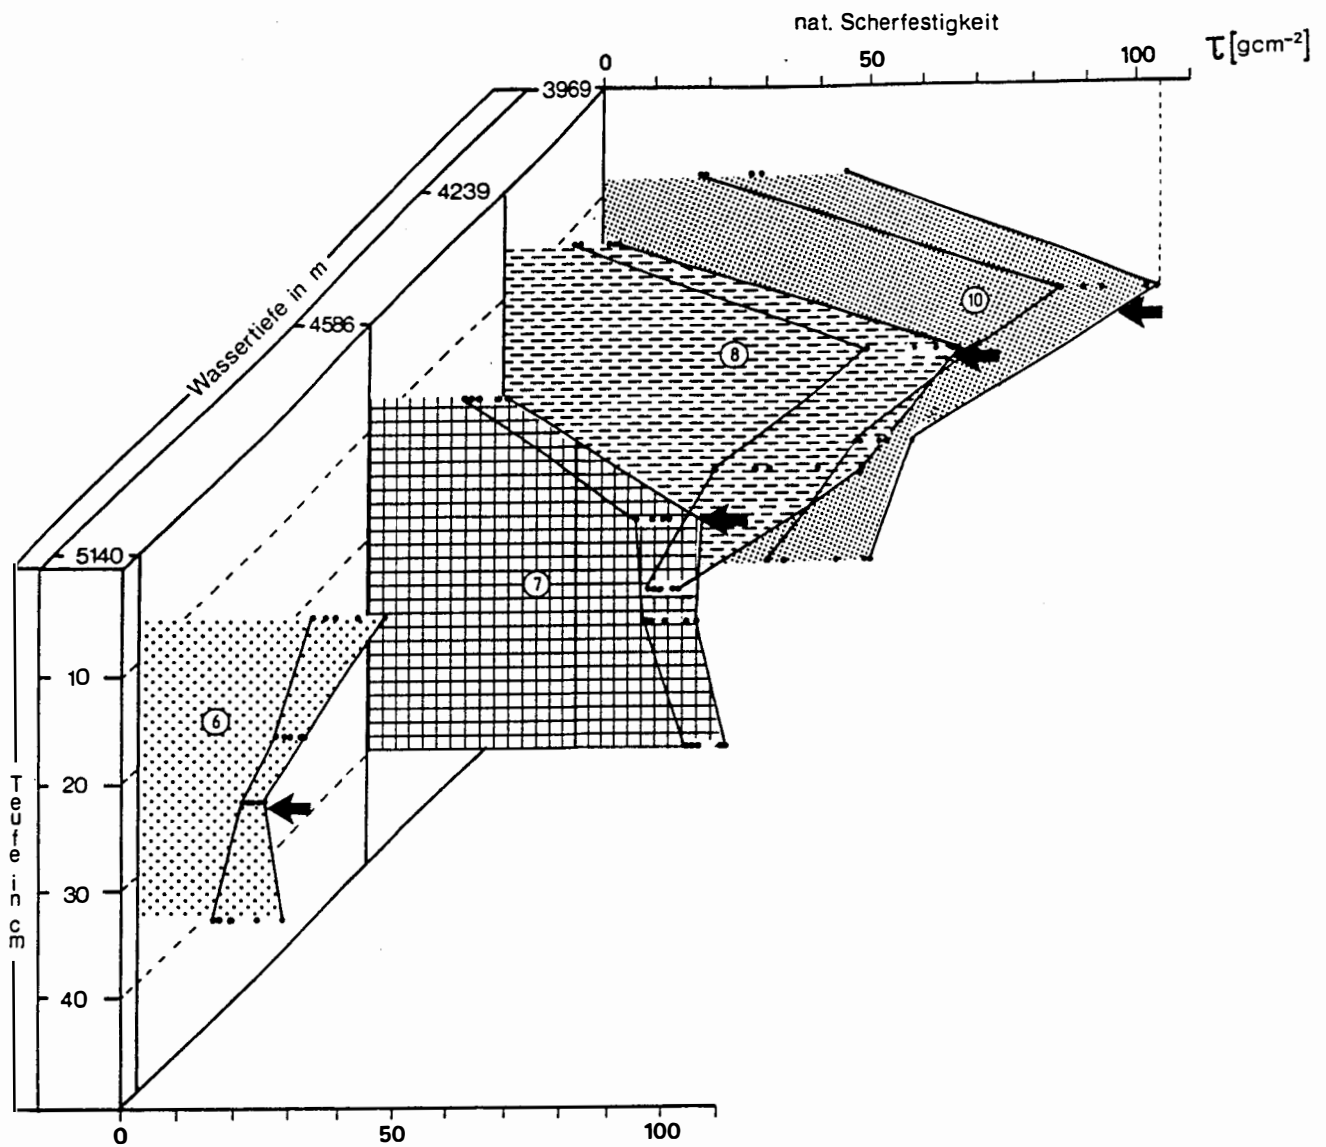 nat. Scherfestigkeit
0 50 100 τ[gcm⁻²]
3969
4239
4586
5140
Wassertiefe in m
10
8
7
6
10
20
30
40
Teufe in cm
0 50 100